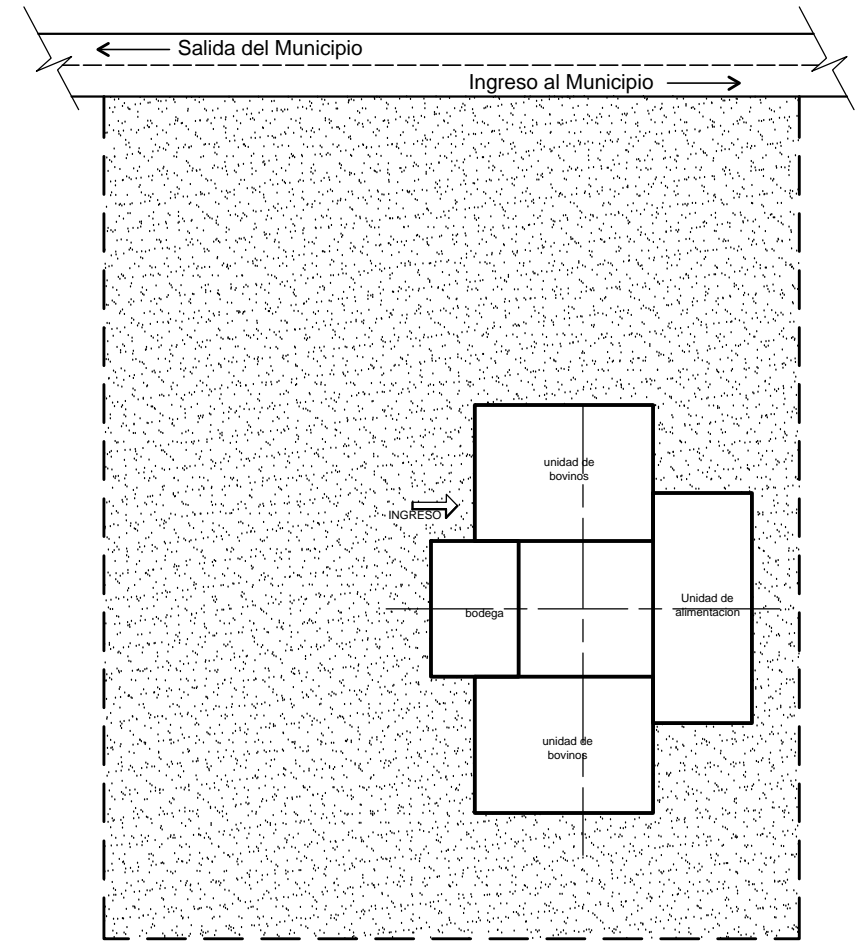 Salida del Municipio
Ingreso al Municipio
unidad de
bovinos
INGRESO
bodega
Unidad de
alimentacion
unidad de
bovinos